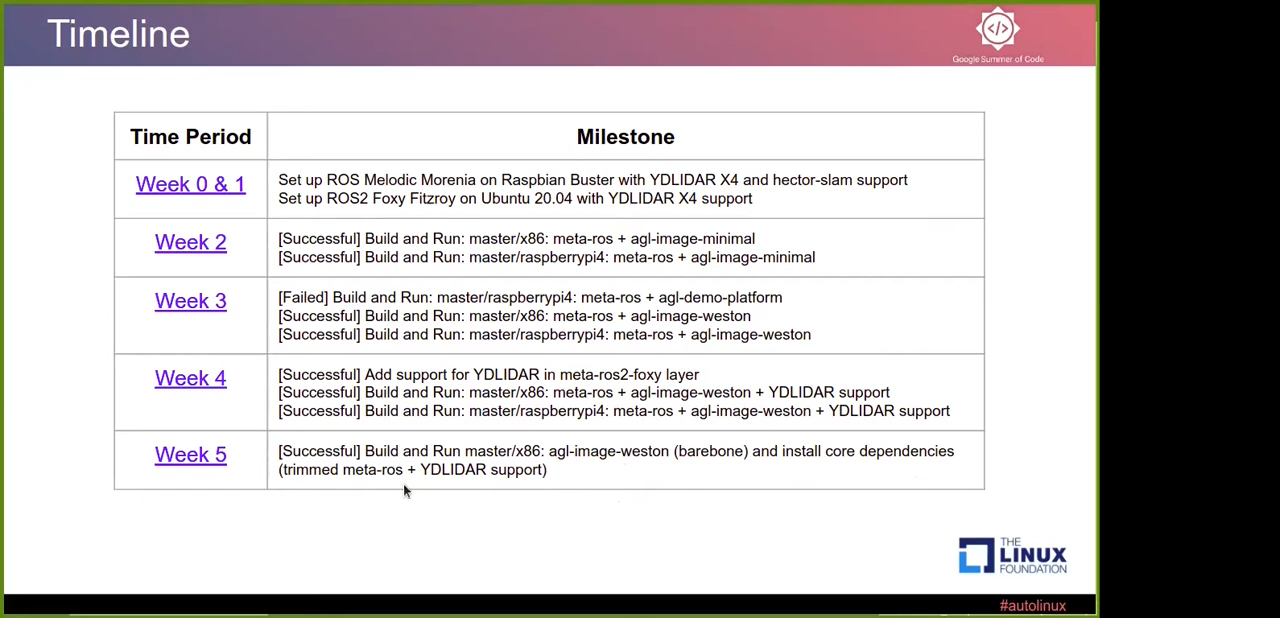 Timeline
Google Summer of Code
Time Period
Milestone
Week 0 & 1
Set up ROS Melodic Morenia on Raspbian Buster with YDLIDAR X4 and hector-slam support
Set up ROS2 Foxy Fitzroy on Ubuntu 20.04 with YDLIDAR X4 support
Week 2
[Successful] Build and Run: master/x86: meta-ros + agl-image-minimal
[Successful] Build and Run: master/raspberrypi4: meta-ros + agl-image-minimal
Week 3
[Failed] Build and Run: master/raspberrypi4: meta-ros + agl-demo-platform
[Successful] Build and Run: master/x86: meta-ros + agl-image-weston
[Successful] Build and Run: master/raspberrypi4: meta-ros + agl-image-weston
Week 4
[Successful] Add support for YDLIDAR in meta-ros2-foxy layer
[Successful] Build and Run: master/x86: meta-ros + agl-image-weston + YDLIDAR support
[Successful] Build and Run: master/raspberrypi4: meta-ros + agl-image-weston + YDLIDAR support
Week 5
[Successful] Build and Run master/x86: agl-image-weston (barebone) and install core dependencies
(trimmed meta-ros + YDLIDAR support)
THE
LINUX
FOUNDATION
#autolinux